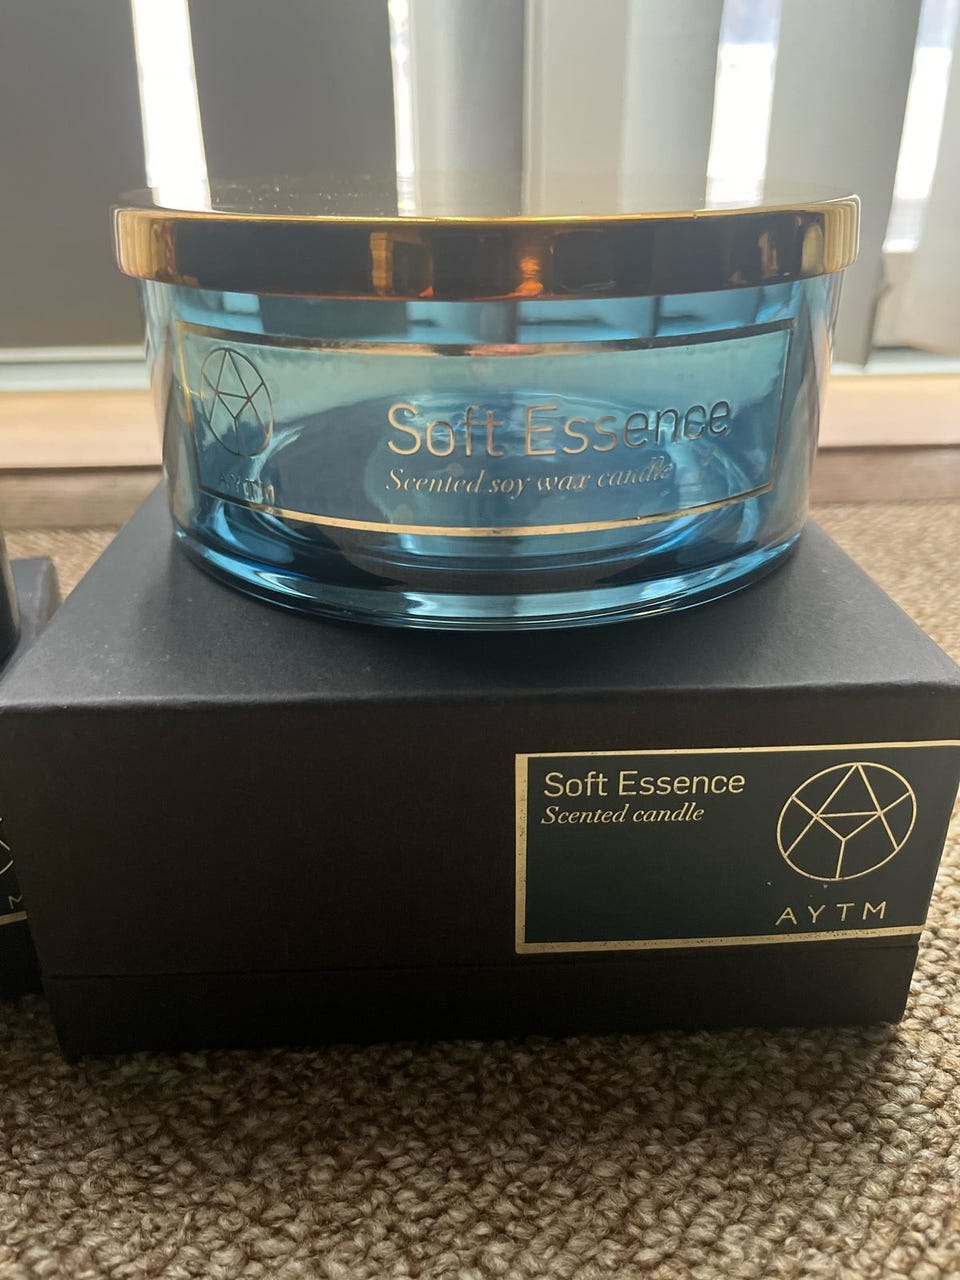 Soft Essence
Scented soy wax candle
AYTM
Soft Essence
Scented candle
AYTM